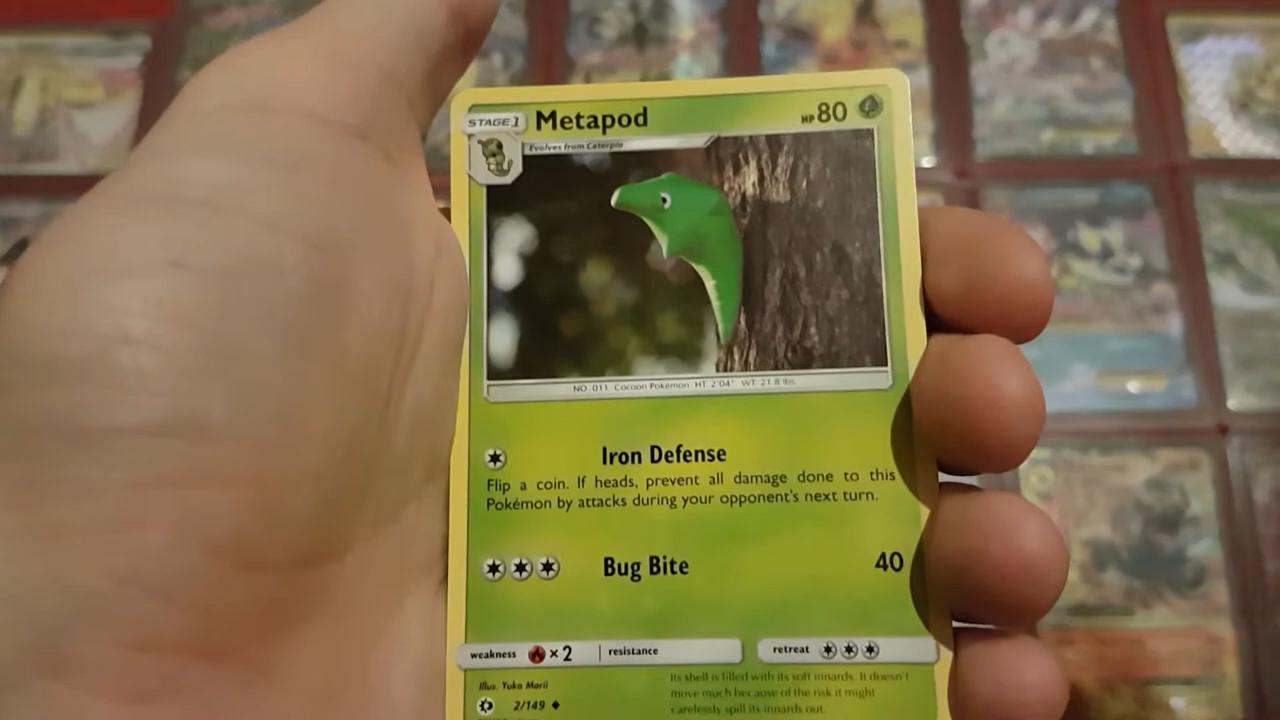 STAGE 1 Metapod HP 80
Evolves from Caterpie
NO. 011 Cocoon Pokémon HT: 2'04" WT: 21.8 lbs.
Iron Defense
Flip a coin. If heads, prevent all damage done to this
Pokémon by attacks during your opponent's next turn.
Bug Bite 40
weakness ×2 resistance retreat
Illus. Yuka Morii
2/149
Its shell is filled with its soft innards. It doesn't
move much because of the risk it might
carelessly spill its innards out.